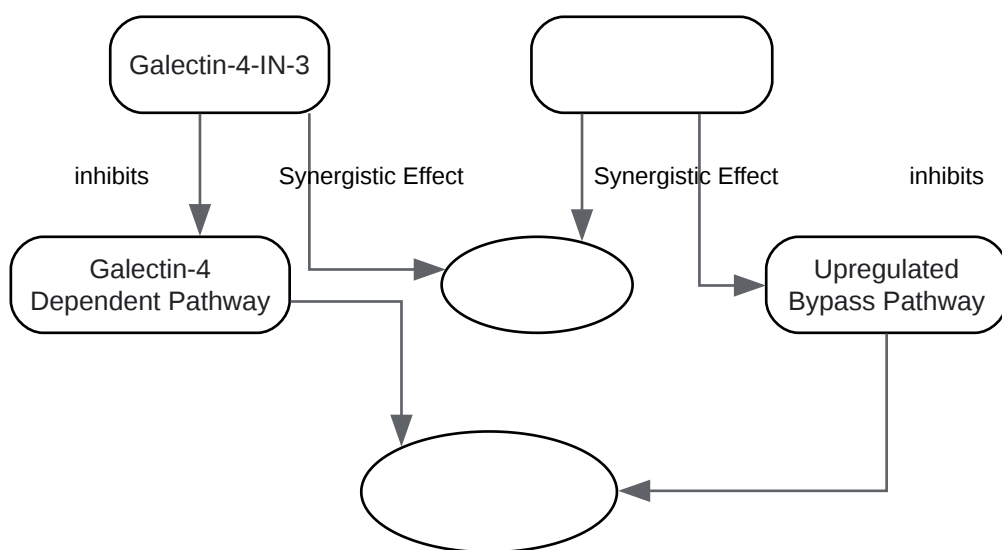 Galectin-4-IN-3
inhibits
Synergistic Effect
Synergistic Effect
inhibits
Galectin-4
Dependent Pathway
Upregulated
Bypass Pathway